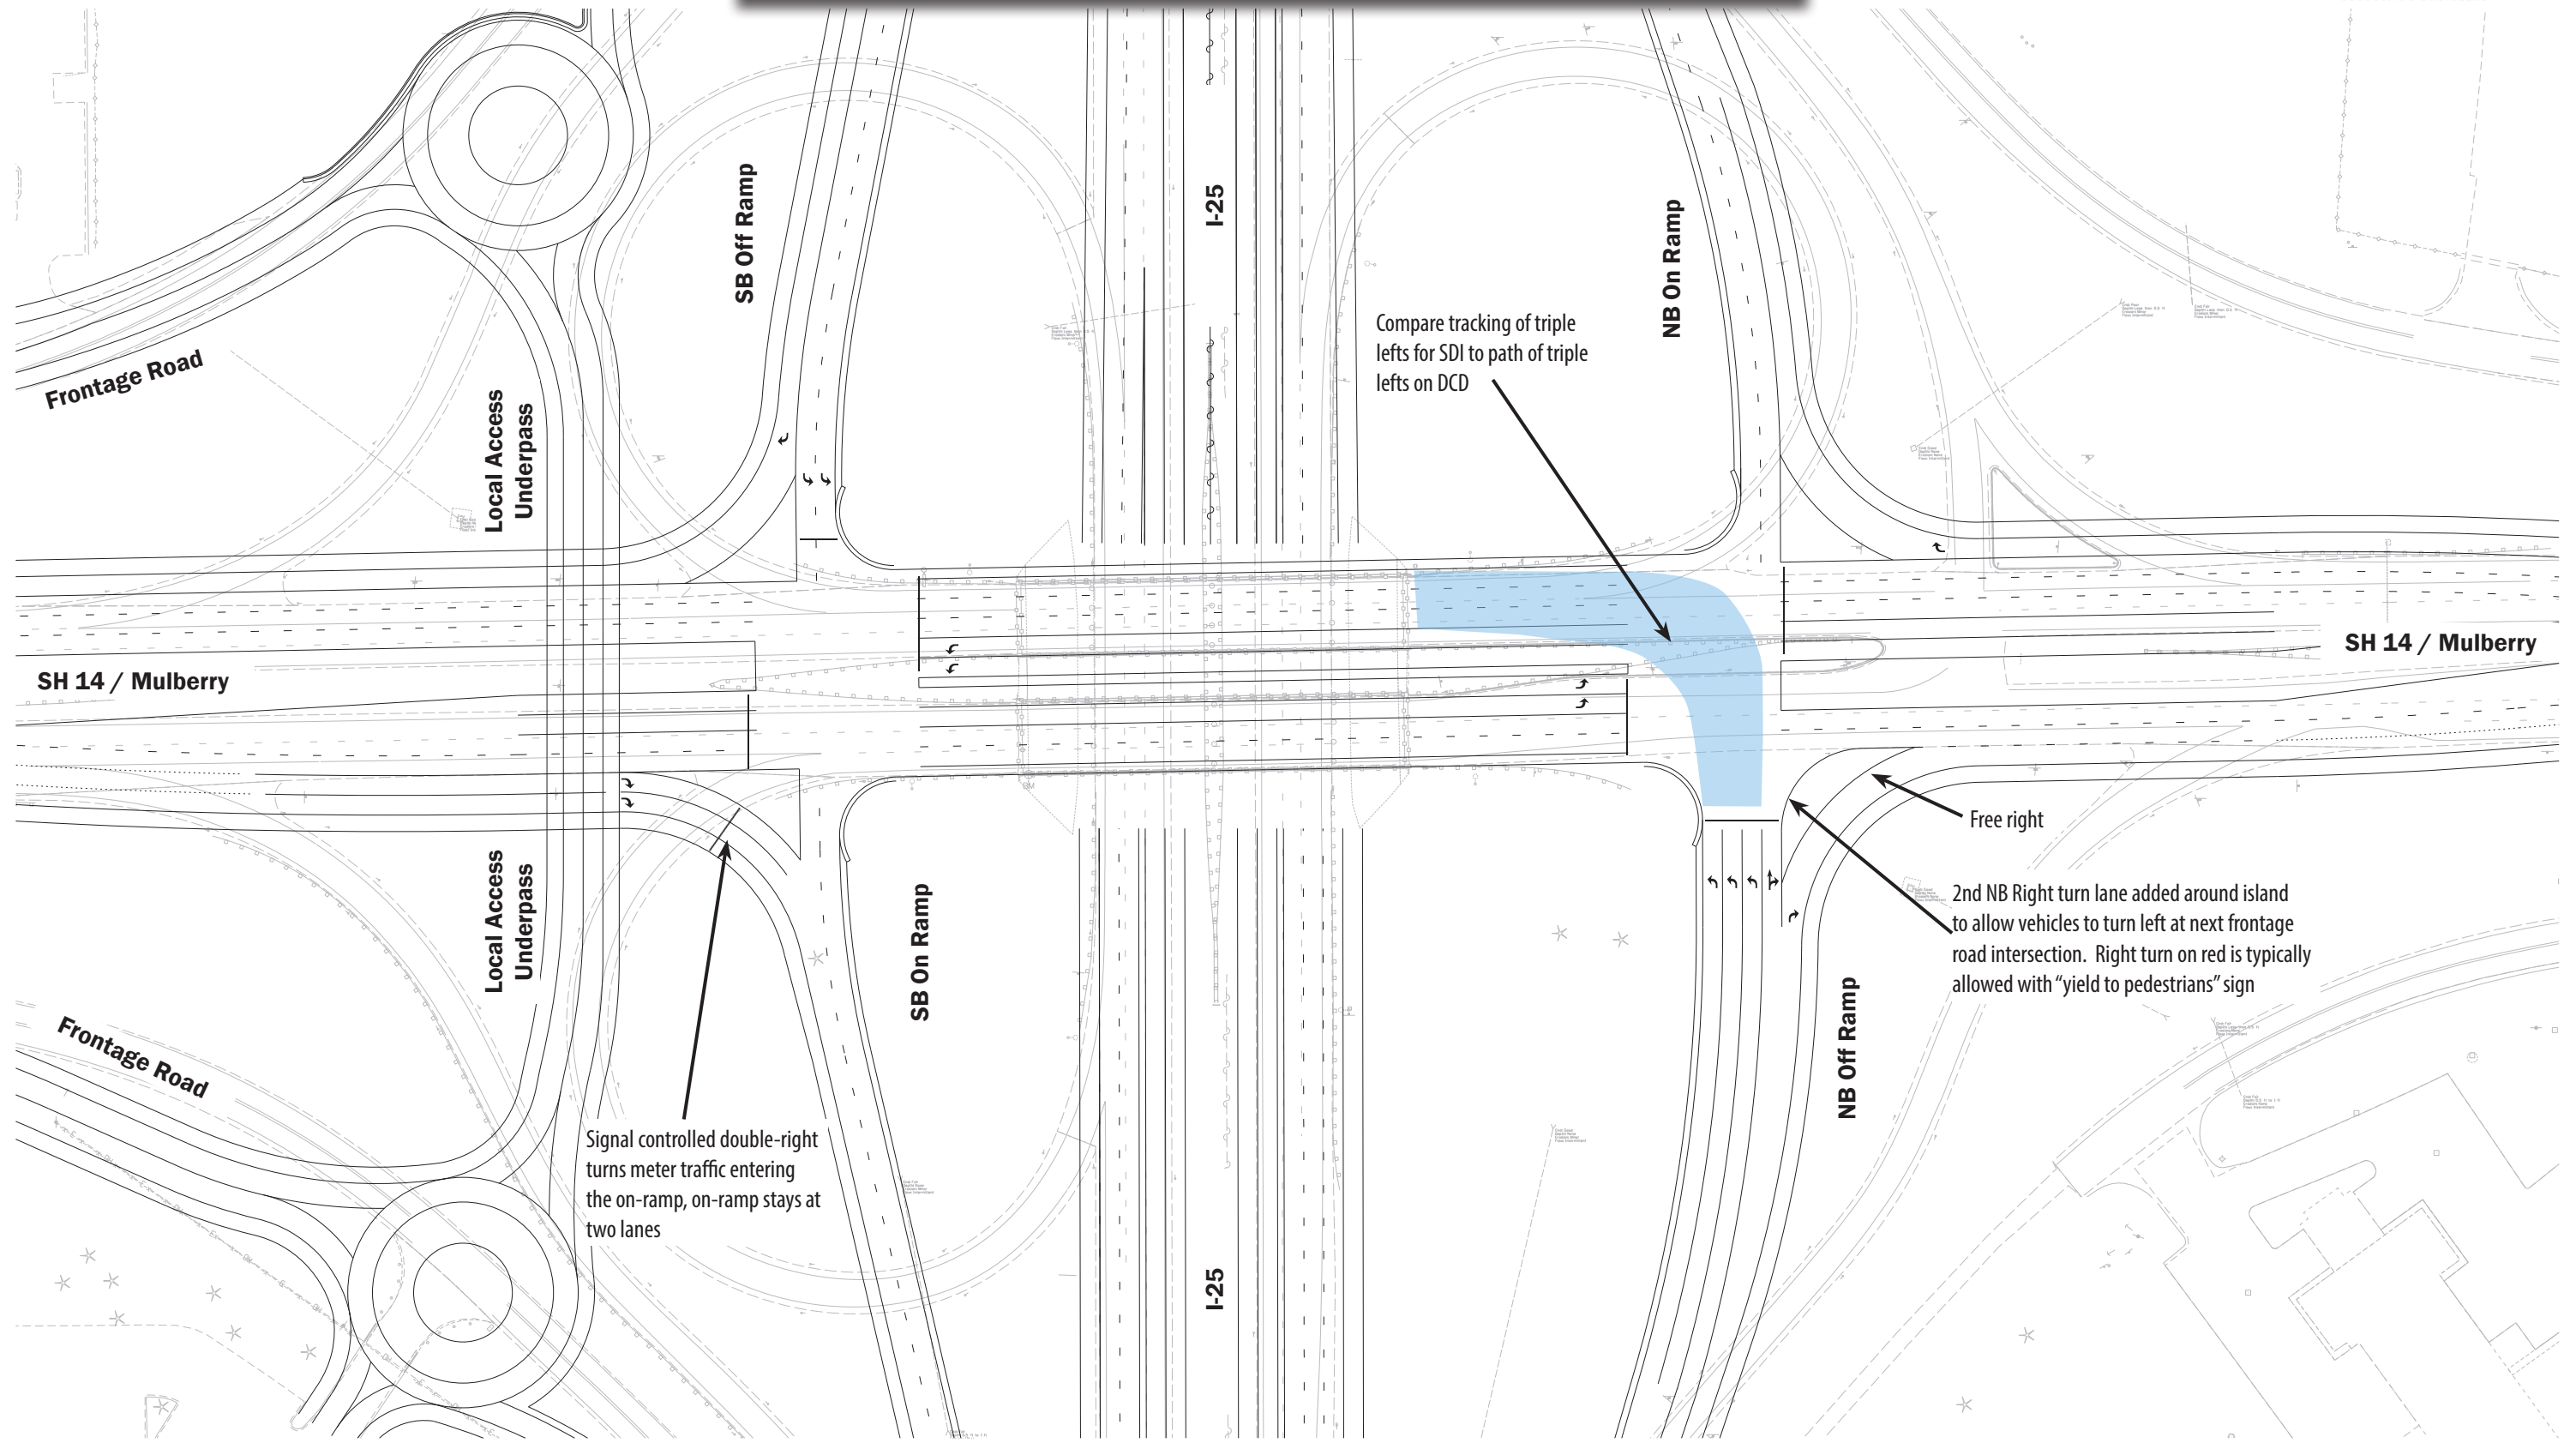 SB Off Ramp
I-25
NB On Ramp
Compare tracking of triple
lefts for SDI to path of triple
lefts on DCD
Frontage Road
Local Access
Underpass
SH 14 / Mulberry
SH 14 / Mulberry
Free right
2nd NB Right turn lane added around island
to allow vehicles to turn left at next frontage
road intersection. Right turn on red is typically
allowed with “yield to pedestrians” sign
Local Access
Underpass
SB On Ramp
NB Off Ramp
Frontage Road
Signal controlled double-right
turns meter traffic entering
the on-ramp, on-ramp stays at
two lanes
I-25